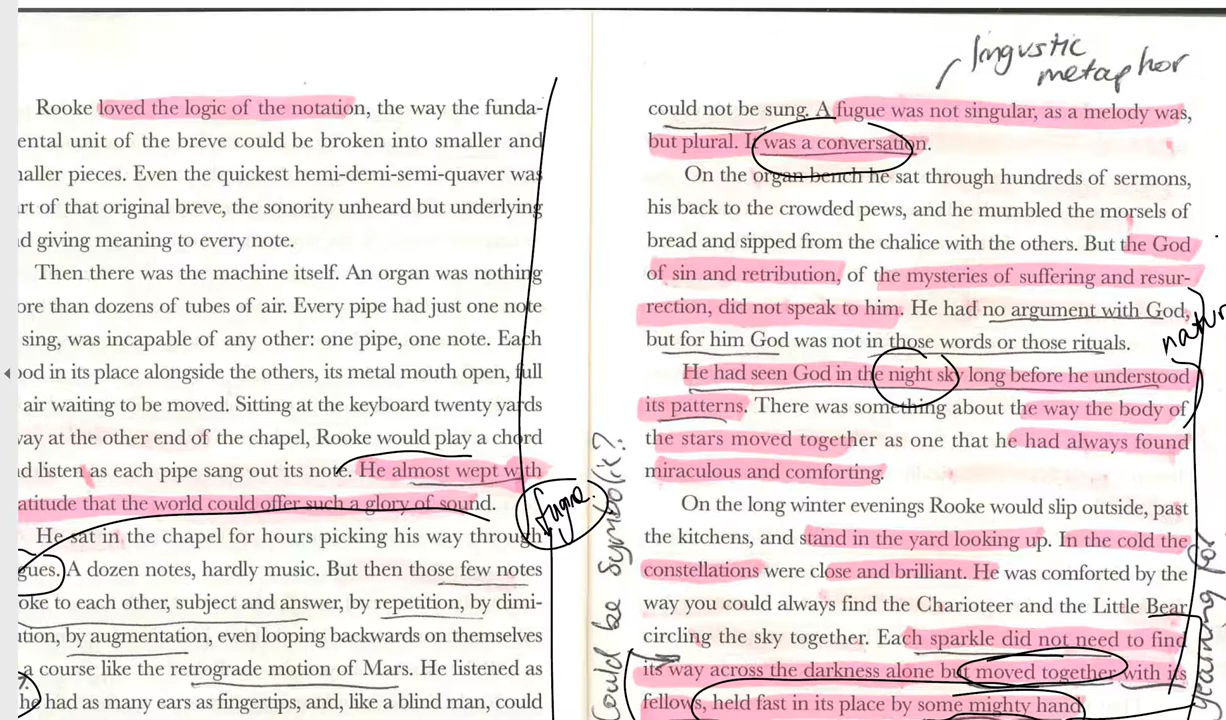 Rooke loved the logic of the notation, the way the funda-
ental unit of the breve could be broken into smaller and
aller pieces. Even the quickest hemi-demi-semi-quaver was
rt of that original breve, the sonority unheard but underlying
d giving meaning to every note.
Then there was the machine itself. An organ was nothing
ore than dozens of tubes of air. Every pipe had just one note
sing, was incapable of any other: one pipe, one note. Each
ood in its place alongside the others, its metal mouth open, full
air waiting to be moved. Sitting at the keyboard twenty yards
ay at the other end of the chapel, Rooke would play a chord
d listen as each pipe sang out its note. He almost wept with
atitude that the world could offer such a glory of sound.
He sat in the chapel for hours picking his way through
gues. A dozen notes, hardly music. But then those few notes
oke to each other, subject and answer, by repetition, by dimi-
ution, by augmentation, even looping backwards on themselves
a course like the retrograde motion of Mars. He listened as
he had as many ears as fingertips, and, like a blind man, could
fugue.
Could be symbolix?
lingustic
metaphor
could not be sung. A fugue was not singular, as a melody was,
but plural. It was a conversation.
On the organ bench he sat through hundreds of sermons,
his back to the crowded pews, and he mumbled the morsels of
bread and sipped from the chalice with the others. But the God
of sin and retribution, of the mysteries of suffering and resur-
rection, did not speak to him. He had no argument with God,
but for him God was not in those words or those rituals.
He had seen God in the night sky long before he understood
its patterns. There was something about the way the body of
the stars moved together as one that he had always found
miraculous and comforting.
On the long winter evenings Rooke would slip outside, past
the kitchens, and stand in the yard looking up. In the cold the
constellations were close and brilliant. He was comforted by the
way you could always find the Charioteer and the Little Bear
circling the sky together. Each sparkle did not need to find
its way across the darkness alone but moved together with its
fellows, held fast in its place by some mighty hand
natur
yearning for